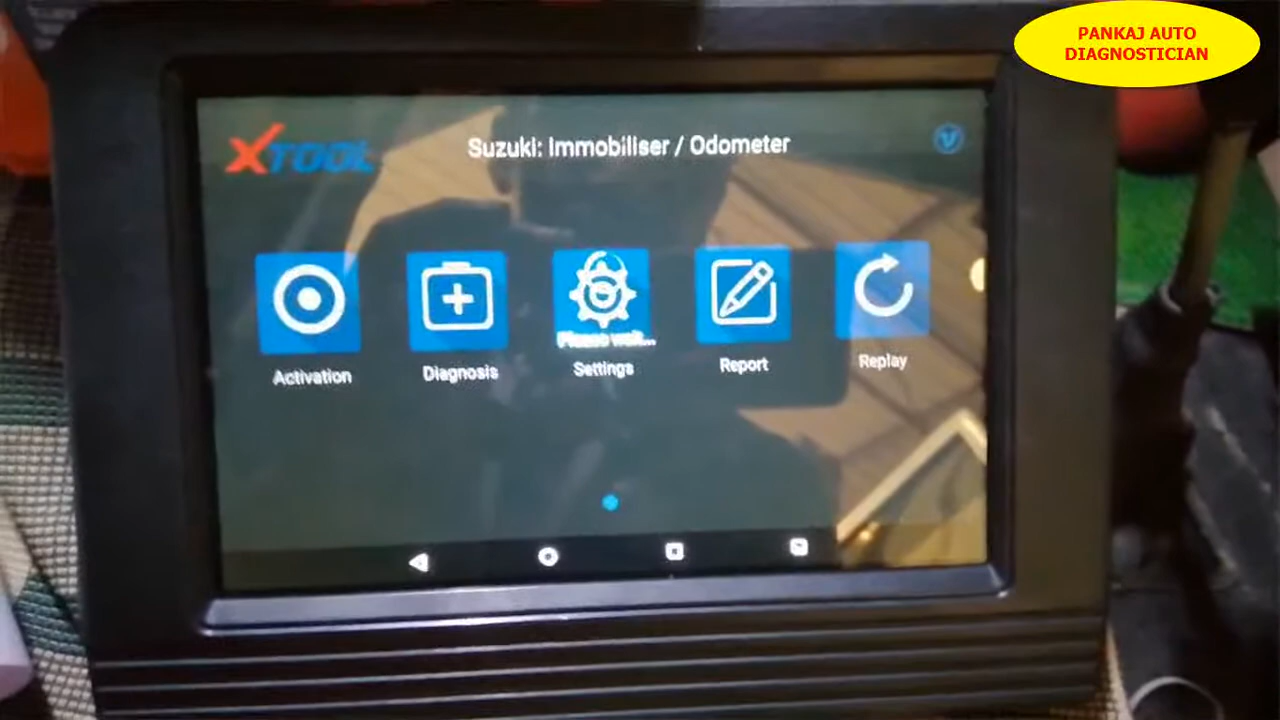 PANKAJ AUTO
DIAGNOSTICIAN
XTOOL
Suzuki: Immobiliser / Odometer
Please wait...
Activation
Diagnosis
Settings
Report
Replay